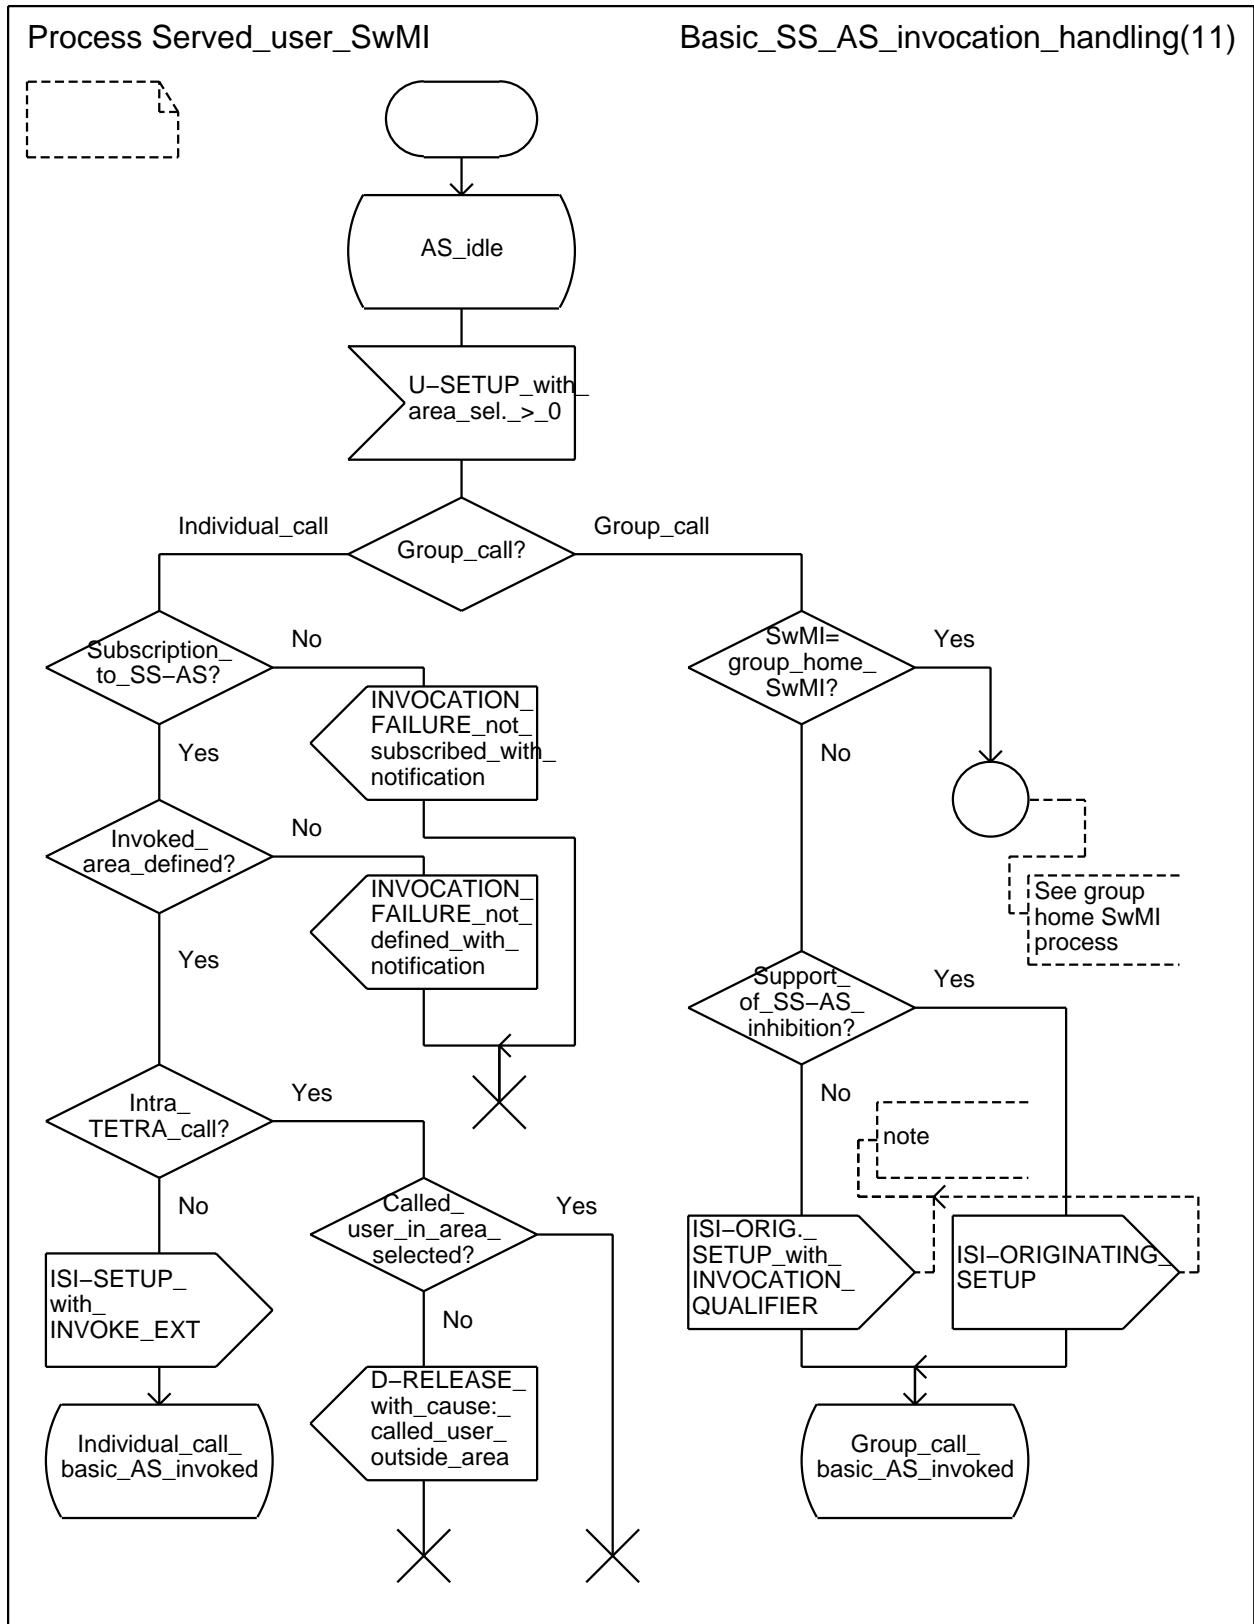 Process Served_user_SwMI
Basic_SS_AS_invocation_handling(11)
AS_idle
U−SETUP_with_
area_sel._>_0
Individual_call
Group_call?
Group_call
Subscription_
to_SS−AS?
No
Yes
INVOCATION_
FAILURE_not_
subscribed_with_
notification
Invoked_
area_defined?
No
Yes
INVOCATION_
FAILURE_not_
defined_with_
notification
Intra_
TETRA_call?
Yes
No
Called_
user_in_area_
selected?
Yes
No
ISI−SETUP_
with_
INVOKE_EXT
D−RELEASE_
with_cause:_
called_user_
outside_area
Individual_call_
basic_AS_invoked
SwMI=
group_home_
SwMI?
Yes
No
See group
home SwMI
process
Support_
of_SS−AS_
inhibition?
Yes
No
note
ISI−ORIG._
SETUP_with_
INVOCATION_
QUALIFIER
ISI−ORIGINATING_
SETUP
Group_call_
basic_AS_invoked